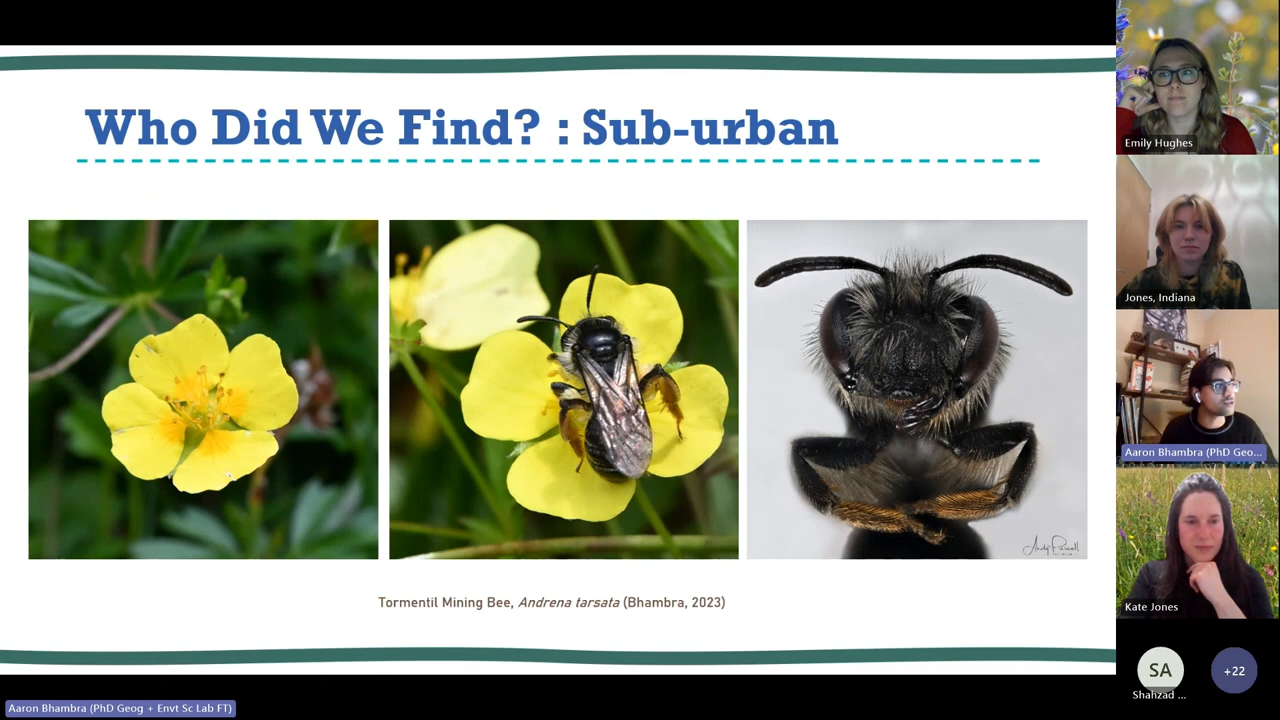 Who Did We Find? : Sub-urban
Tormentil Mining Bee, Andrena tarsata (Bhambra, 2023)
Emily Hughes
Jones, Indiana
Aaron Bhambra (PhD Geo...
Kate Jones
SA
Shahzad ...
+22
Aaron Bhambra (PhD Geog + Envt Sc Lab FT)